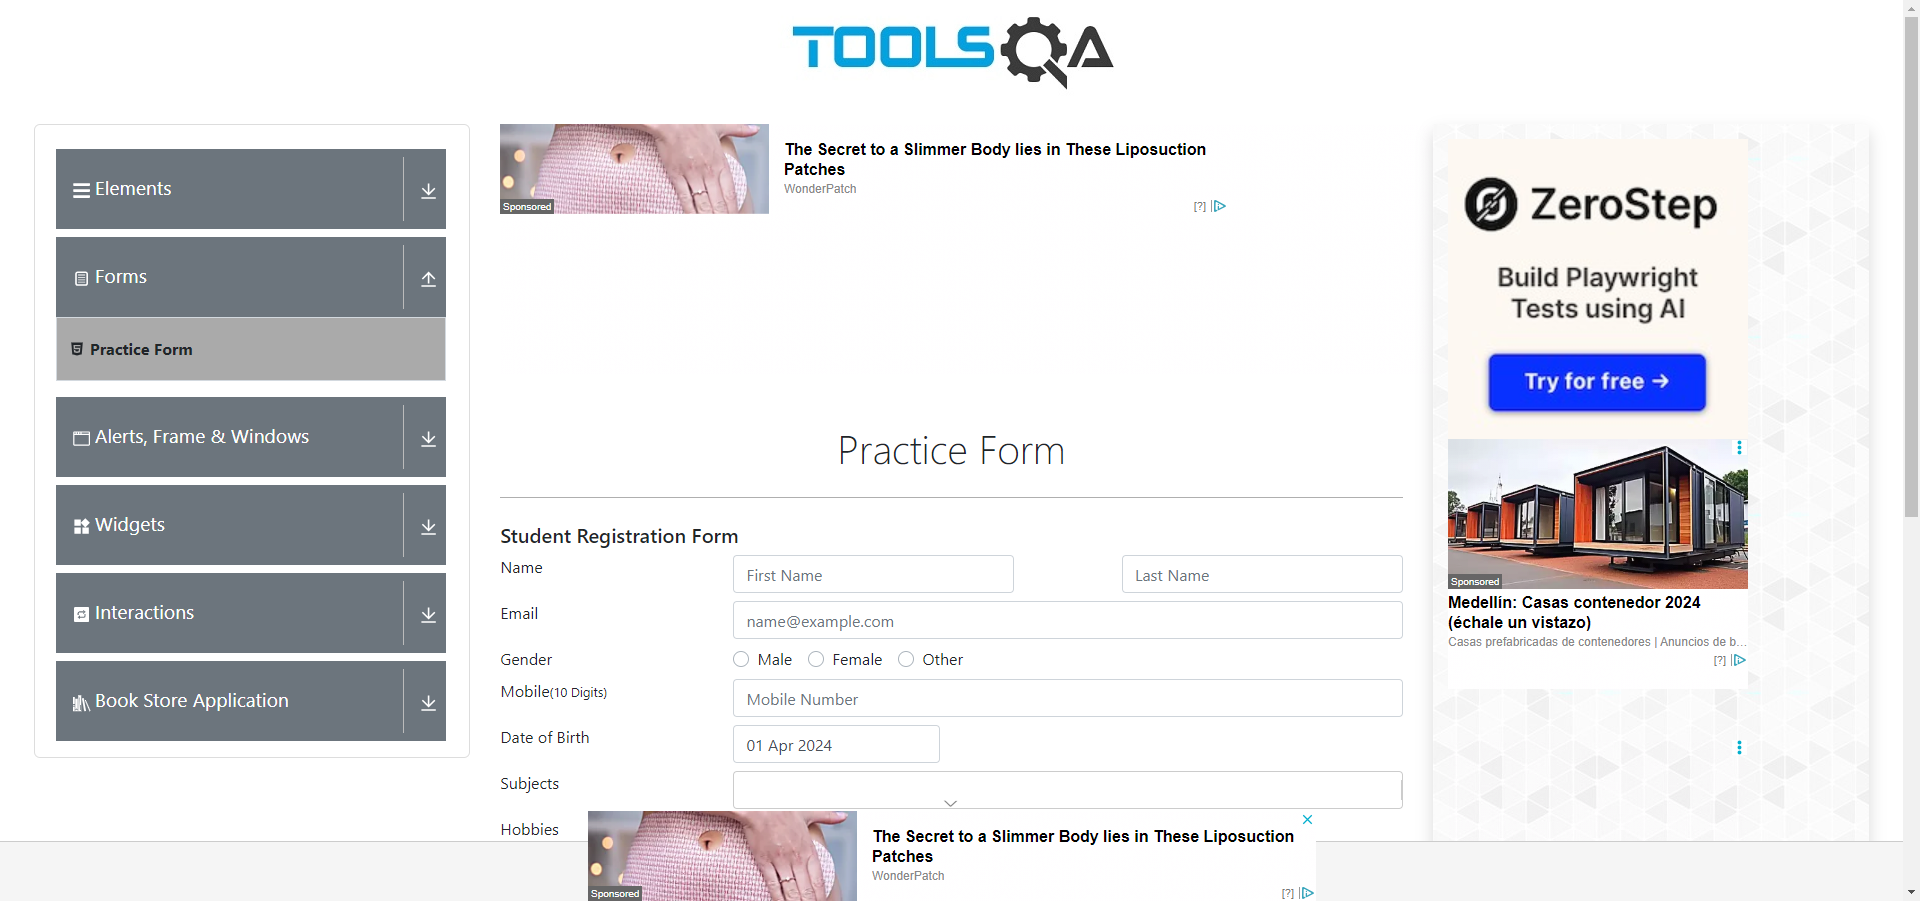 TOOLSQA
Elements
Forms
Practice Form
Alerts, Frame & Windows
Widgets
Interactions
Book Store Application
Sponsored
The Secret to a Slimmer Body lies in These Liposuction
Patches
WonderPatch
[?]
Practice Form
Student Registration Form
Name
First Name
Last Name
Email
name@example.com
Gender
Male
Female
Other
Mobile(10 Digits)
Mobile Number
Date of Birth
01 Apr 2024
Subjects
Hobbies
Sponsored
The Secret to a Slimmer Body lies in These Liposuction
Patches
WonderPatch
[?]
ZeroStep
Build Playwright
Tests using AI
Try for free →
Sponsored
Medellín: Casas contenedor 2024
(échale un vistazo)
Casas prefabricadas de contenedores | Anuncios de b...
[?]